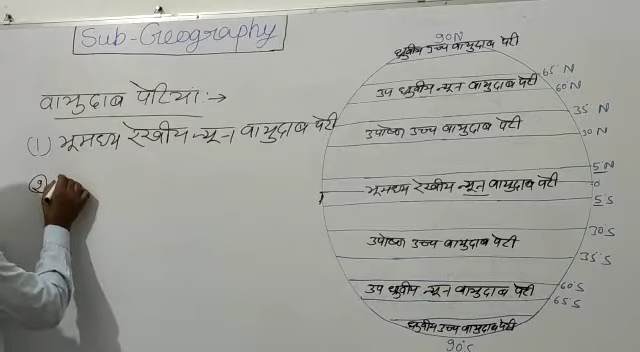 Sub-Geography
वायुदाब पेटियां :→
(1) भूमध्य रेखीय न्यून वायुदाब पेटी
(2)
90N
ध्रुवीय उच्च वायुदाब पेटी
65°N
उप ध्रुवीय न्यून वायुदाब पेटी
60°N
35 N
उपोष्ण उच्च वायुदाब पेटी
30 N
5°N
भूमध्य रेखीय न्यून वायुदाब पेटी
0
5°S
उपोष्ण उच्च वायुदाब पेटी
30°S
35°S
उप ध्रुवीय न्यून वायुदाब पेटी
60°S
65°S
ध्रुवीय उच्च वायुदाब पेटी
90°S